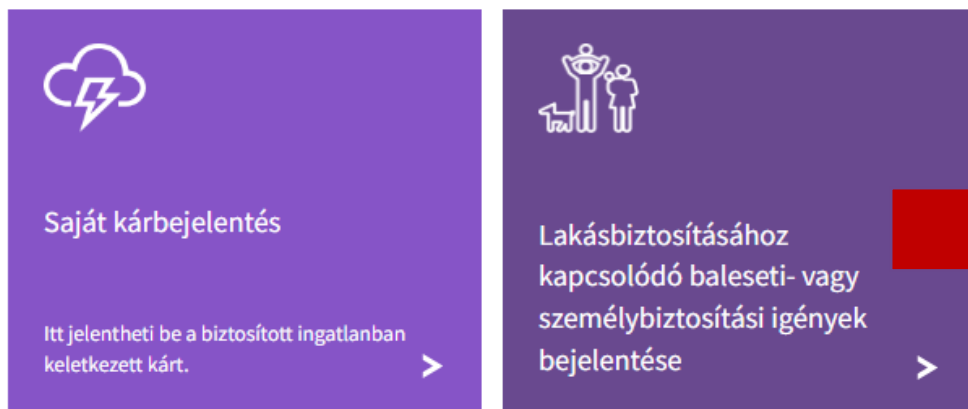 Saját kárbejelentés
Itt jelentheti be a biztosított ingatlanban
keletkezett kárt.
Lakásbiztosításához
kapcsolódó baleseti- vagy
személybiztosítási igények
bejelentése